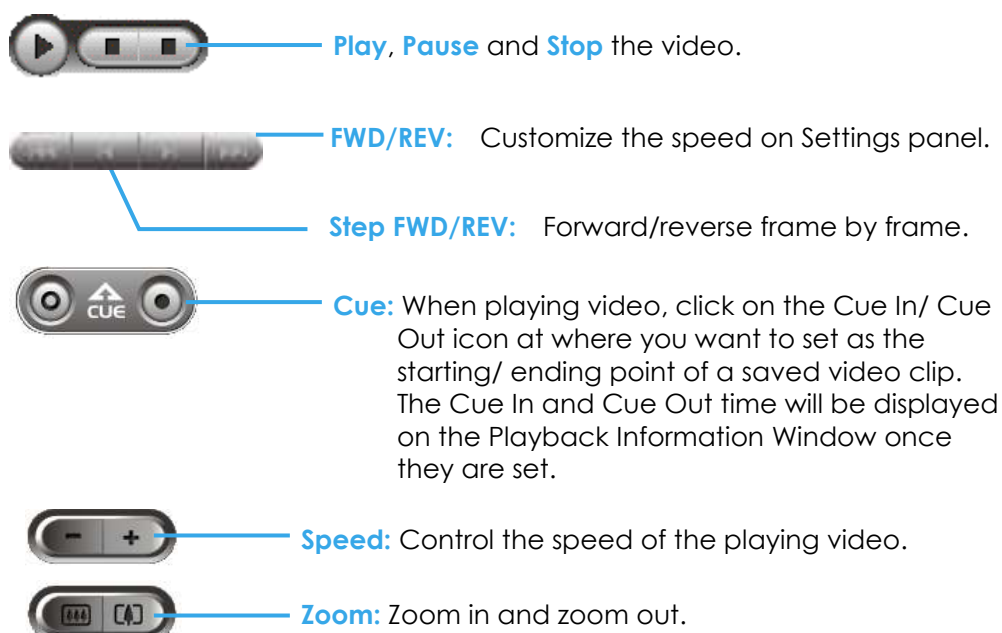 Play, Pause and Stop the video.
FWD/REV: Customize the speed on Settings panel.
Step FWD/REV: Forward/reverse frame by frame.
CUE
Cue: When playing video, click on the Cue In/ Cue
Out icon at where you want to set as the
starting/ ending point of a saved video clip.
The Cue In and Cue Out time will be displayed
on the Playback Information Window once
they are set.
- +
Speed: Control the speed of the playing video.
Zoom: Zoom in and zoom out.